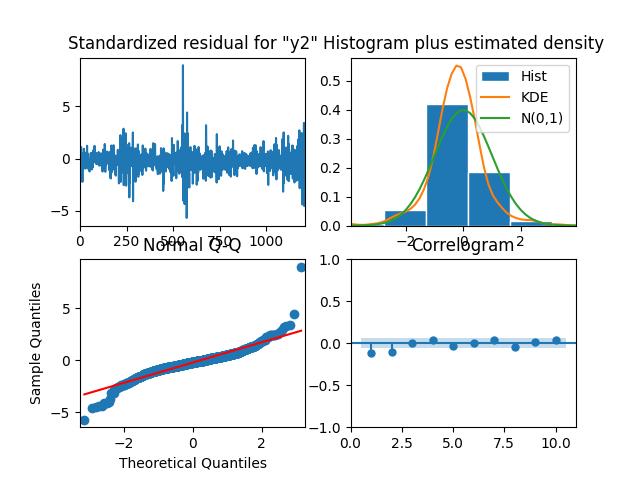 Standardized residual for "y2" Histogram plus estimated density
5
0
−5
0 250 500 750 1000
0.5
0.4
0.3
0.2
0.1
0.0
−2 0 2
Hist
KDE
N(0,1)
Normal Q-Q
Correlogram
Sample Quantiles
5
0
−5
−2 0 2
Theoretical Quantiles
1.0
0.5
0.0
−0.5
−1.0
0.0 2.5 5.0 7.5 10.0